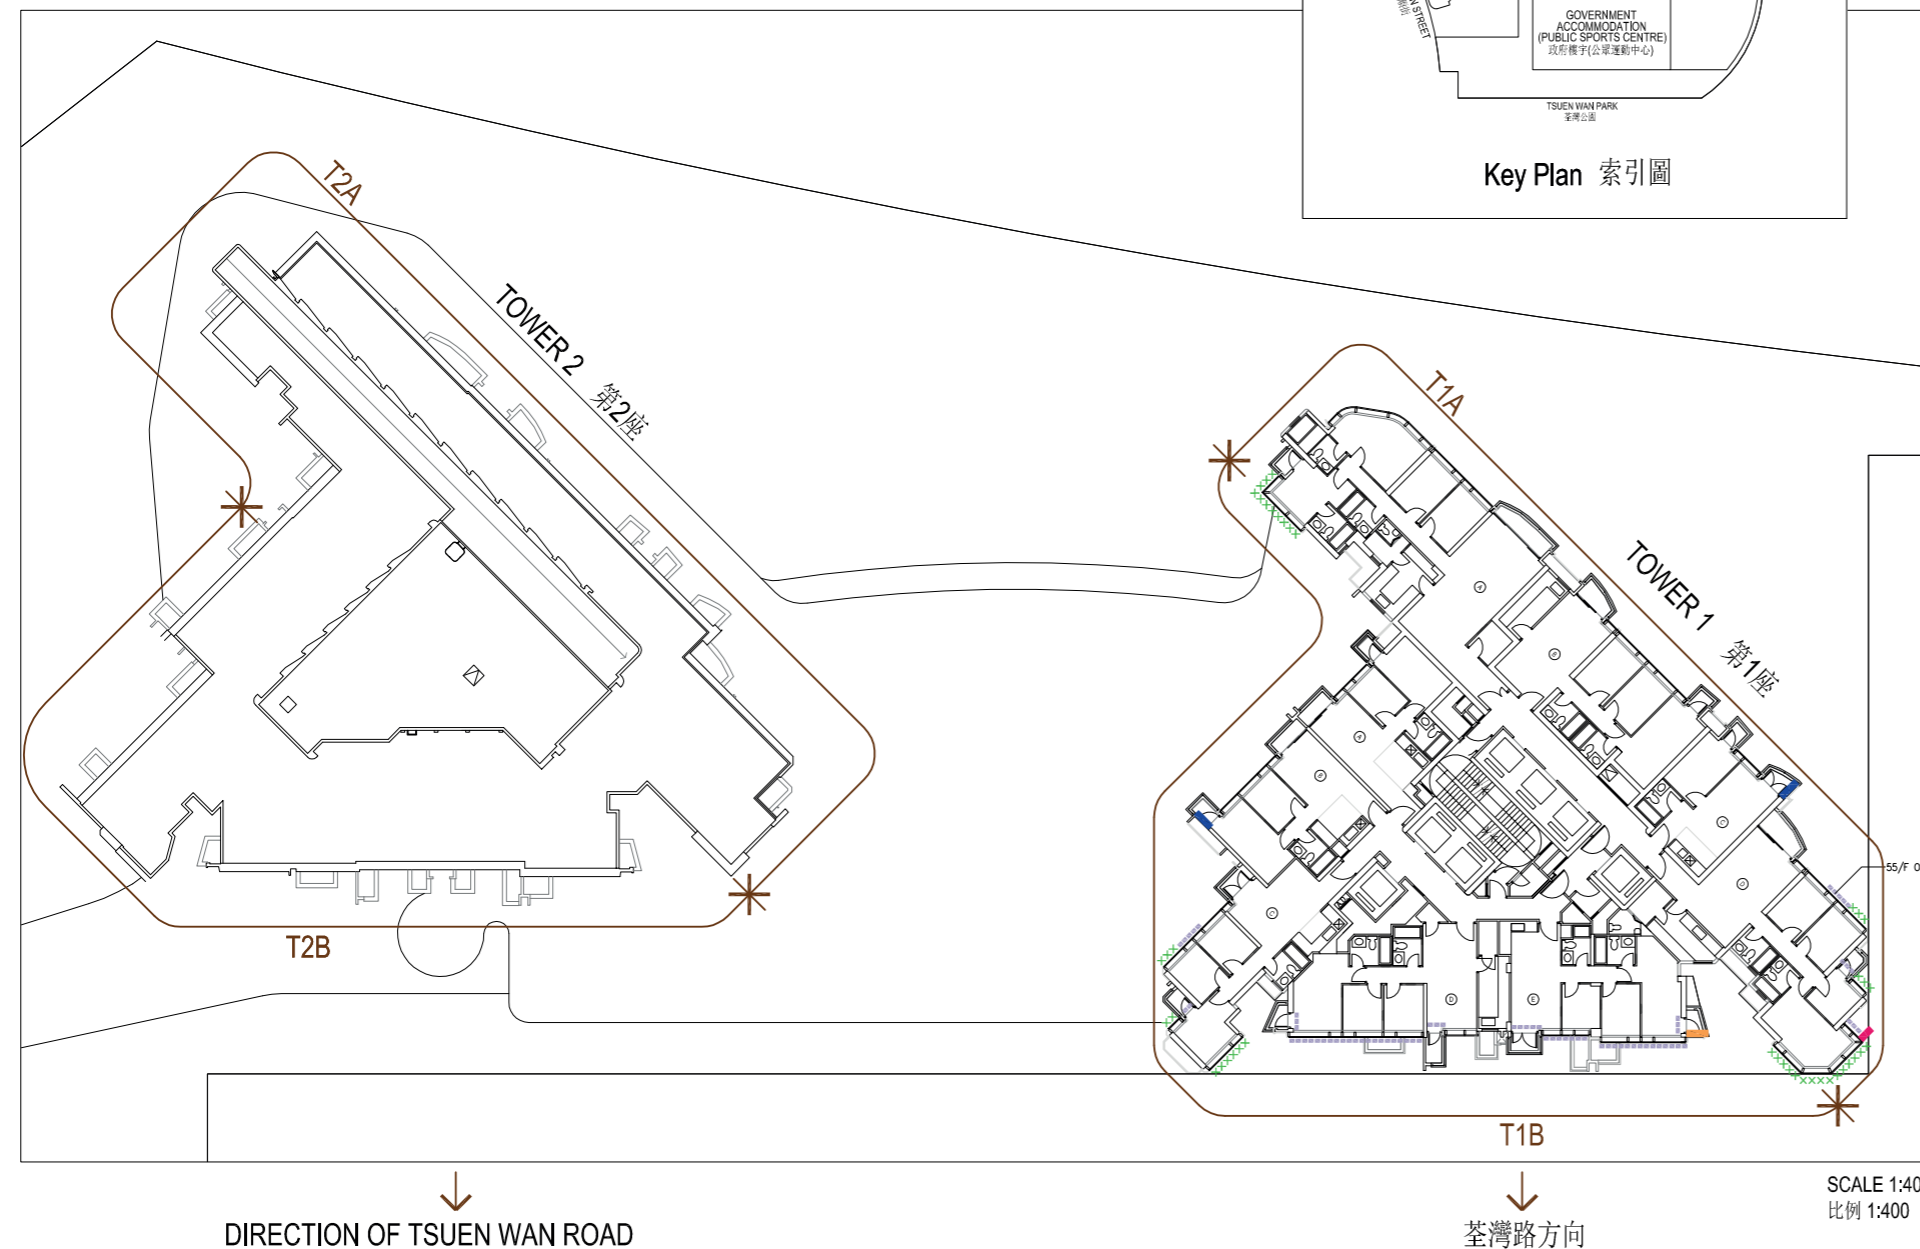 GOVERNMENT
ACCOMMODATION
(PUBLIC SPORTS CENTRE)
政府樓宇(公眾運動中心)
TSUEN WAN PARK
荃灣公園
Key Plan 索引圖
T2A
TOWER 2 第2座
T1A
TOWER 1 第1座
A
B
A
B
C
D
C
D
E
55/F
T2B
T1B
DIRECTION OF TSUEN WAN ROAD
荃灣路方向
SCALE 1:40
比例 1:400